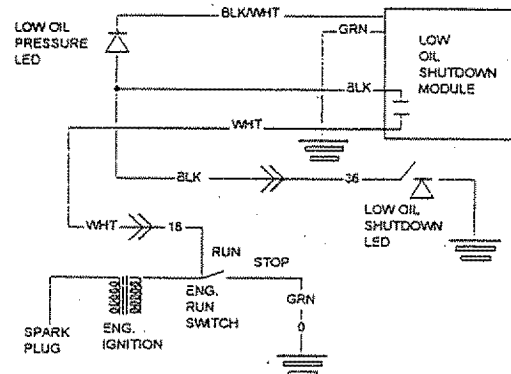 BLK/WHT
LOW OIL
PRESSURE
LED
GRN
LOW
OIL
SHUTDOWN
MODULE
BLK
WHT
BLK
36
LOW OIL
SHUTDOWN
LED
WHT
18
RUN
STOP
ENG.
RUN
SWITCH
GRN
0
SPARK
PLUG
ENG.
IGNITION